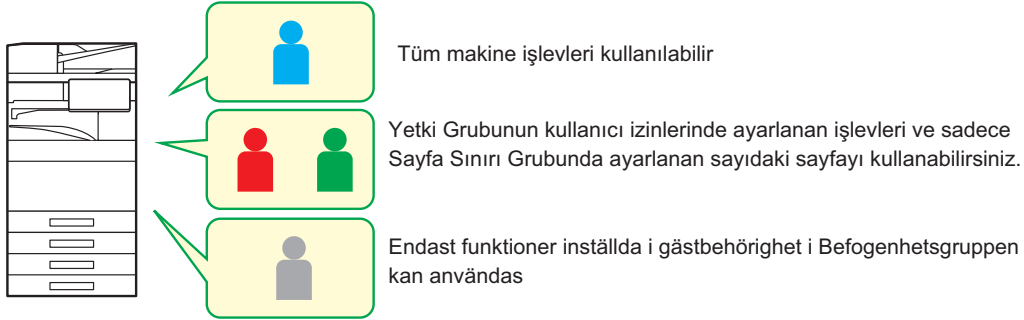 Tüm makine işlevleri kullanılabilir
Yetki Grubunun kullanıcı izinlerinde ayarlanan işlevleri ve sadece
Sayfa Sınırı Grubunda ayarlanan sayıdaki sayfayı kullanabilirsiniz.
Endast funktioner inställda i gästbehörighet i Befogenhetsgruppen
kan användas